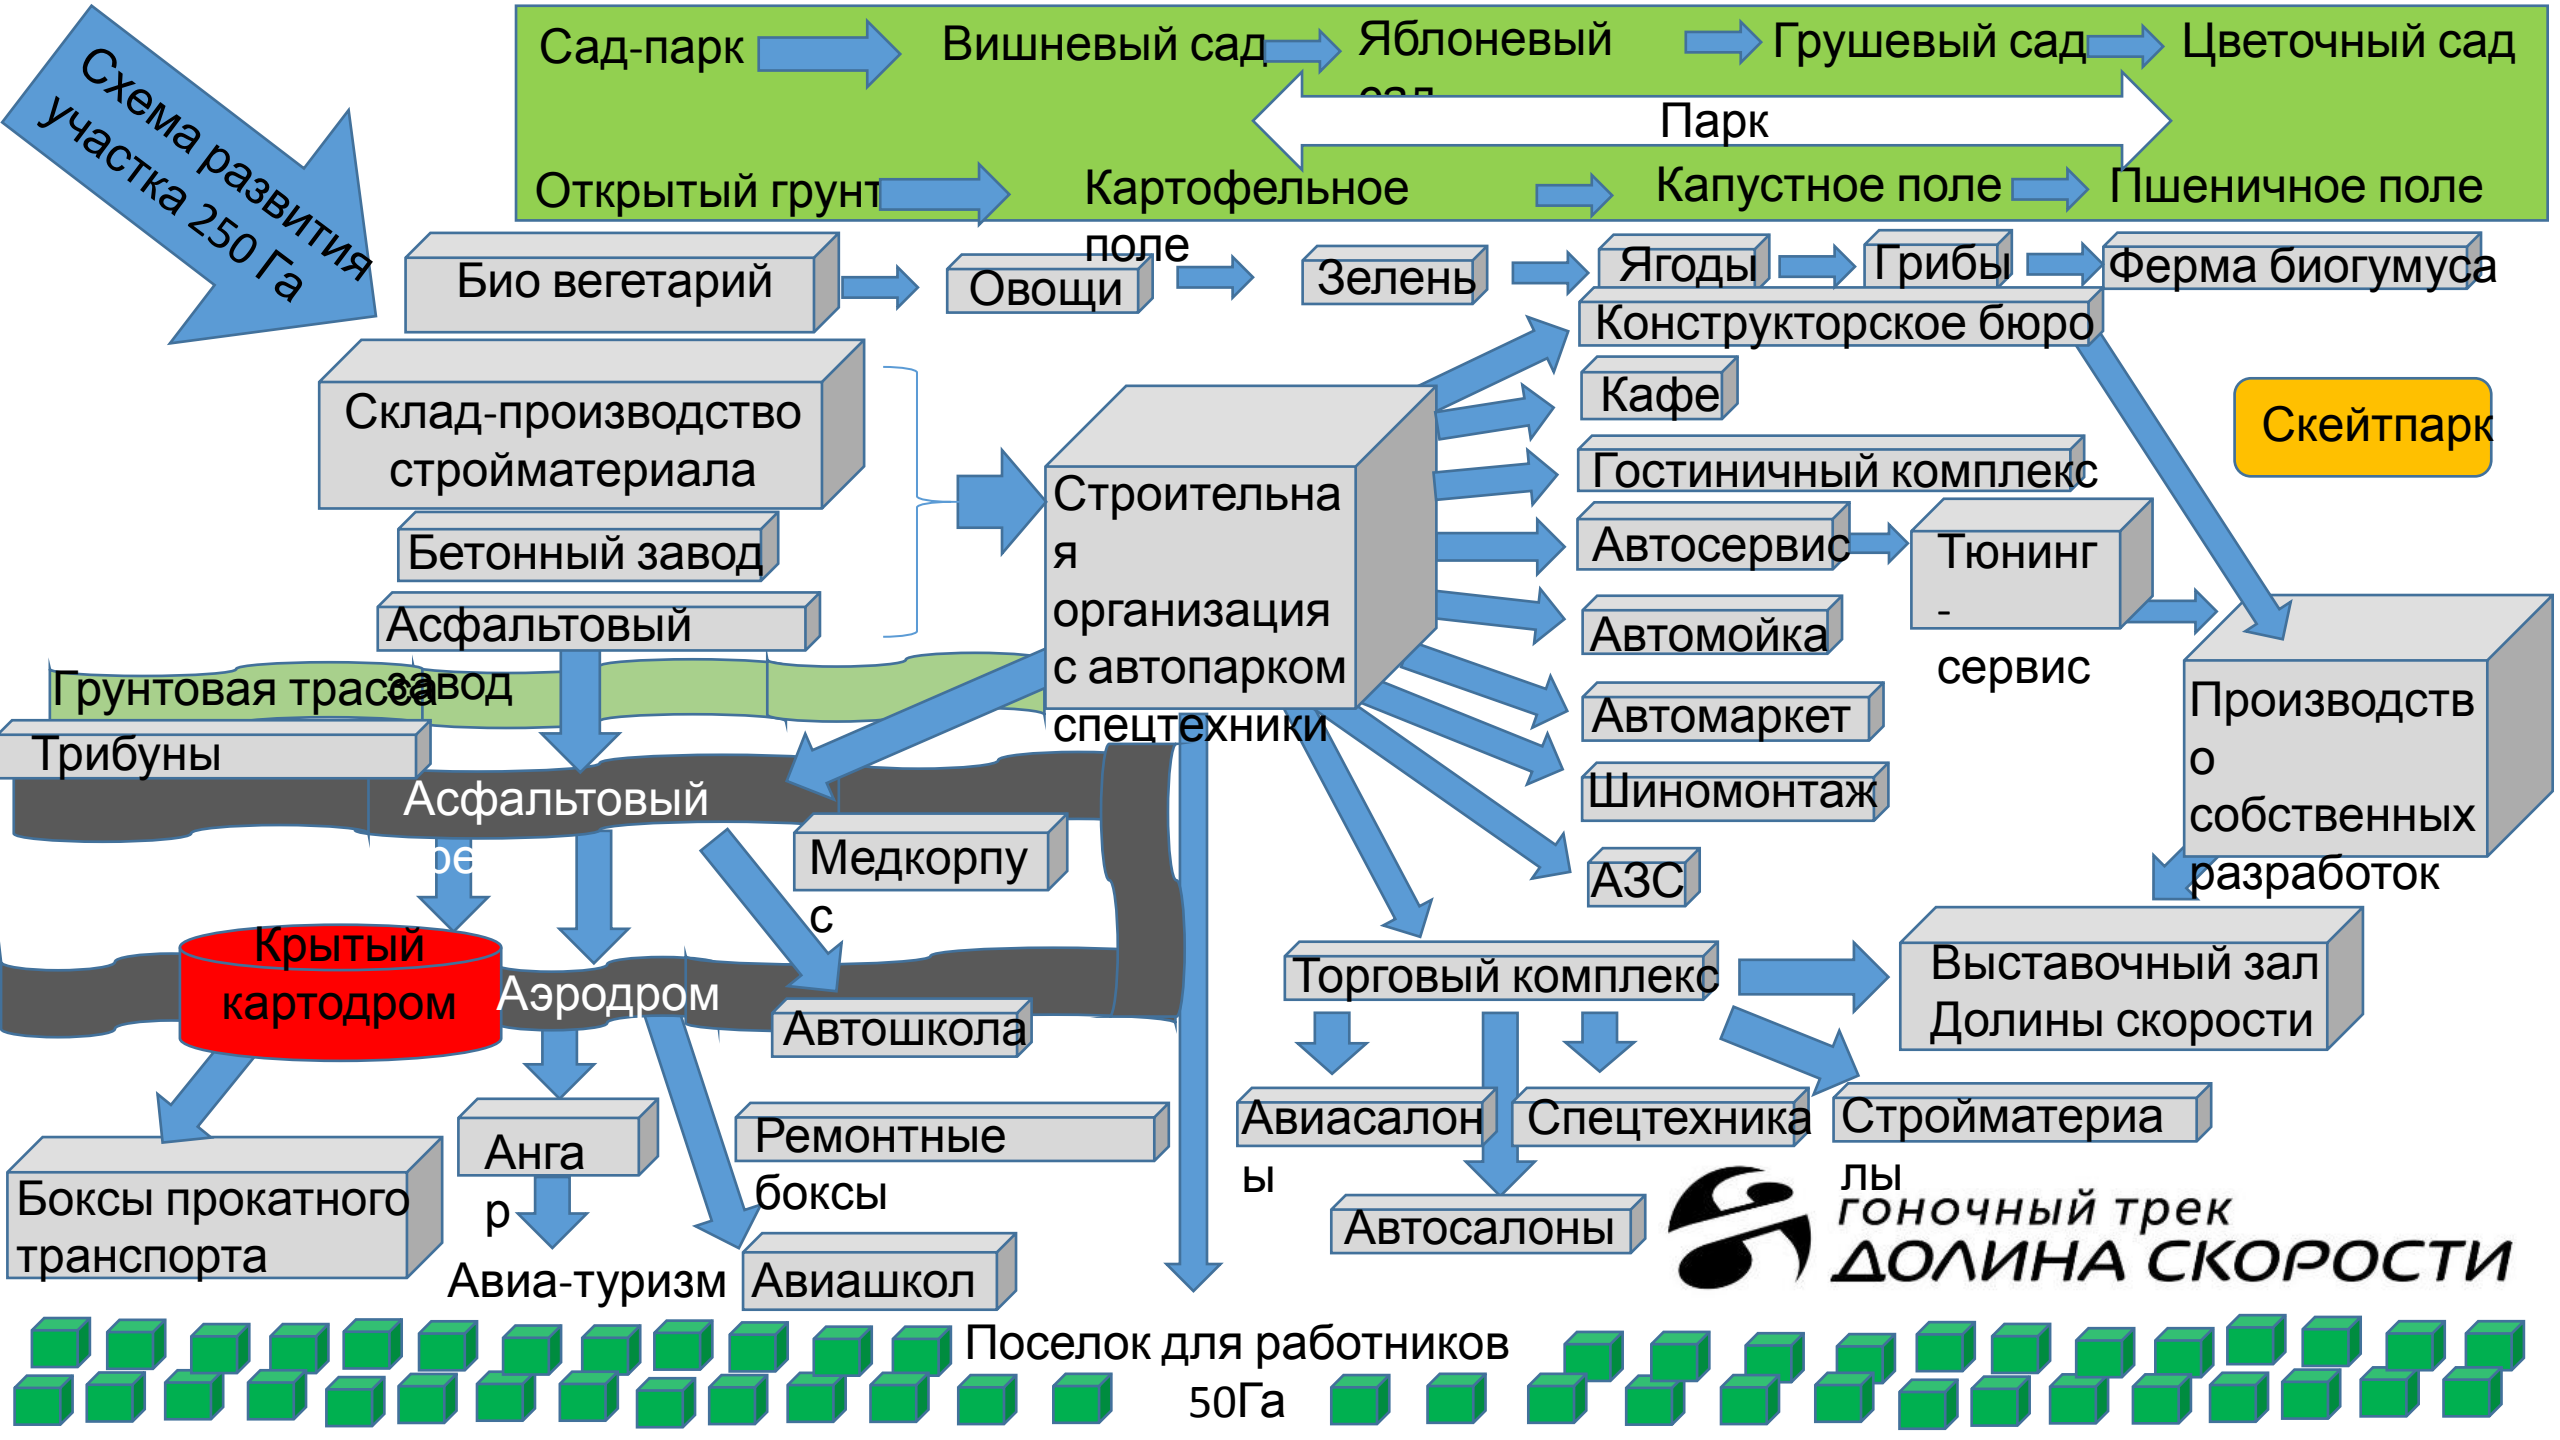 Схема развития
участка 250 Га
Сад-парк
Вишневый сад
Яблоневый
сад
Грушевый сад
Цветочный сад
Парк
Открытый грунт
Картофельное
поле
Капустное поле
Пшеничное поле
Био вегетарий
Овощи
Зелень
Ягоды
Грибы
Ферма биогумуса
Склад-производство
стройматериала
Бетонный завод
Асфальтовый
завод
Строительна
я
организация
с автопарком
спецтехники
Конструкторское бюро
Кафе
Гостиничный комплекс
Автосервис
Автомойка
Автомаркет
Шиномонтаж
АЗС
Тюнинг
-
сервис
Скейтпарк
Производств
о
собственных
разработок
Грунтовая трасса
Трибуны
Асфальтовый
Медкорпу
с
Крытый
картодром
Аэродром
Автошкола
Торговый комплекс
Выставочный зал
Долины скорости
Боксы прокатного
транспорта
Анга
р
Авиа-туризм
Ремонтные
боксы
Авиашкол
Авиасалон
ы
Спецтехника
Стройматериа
лы
Автосалоны
гоночный трек
ДОЛИНА СКОРОСТИ
Поселок для работников
50Га